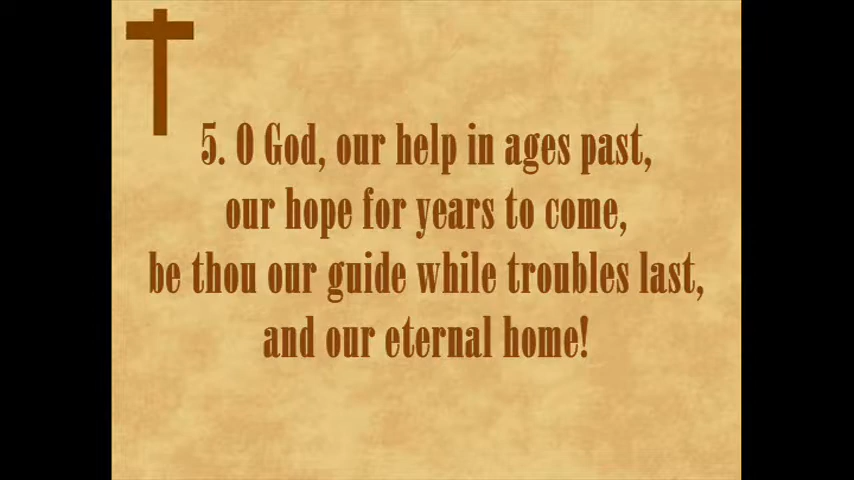 5. O God, our help in ages past,
our hope for years to come,
be thou our guide while troubles last,
and our eternal home!